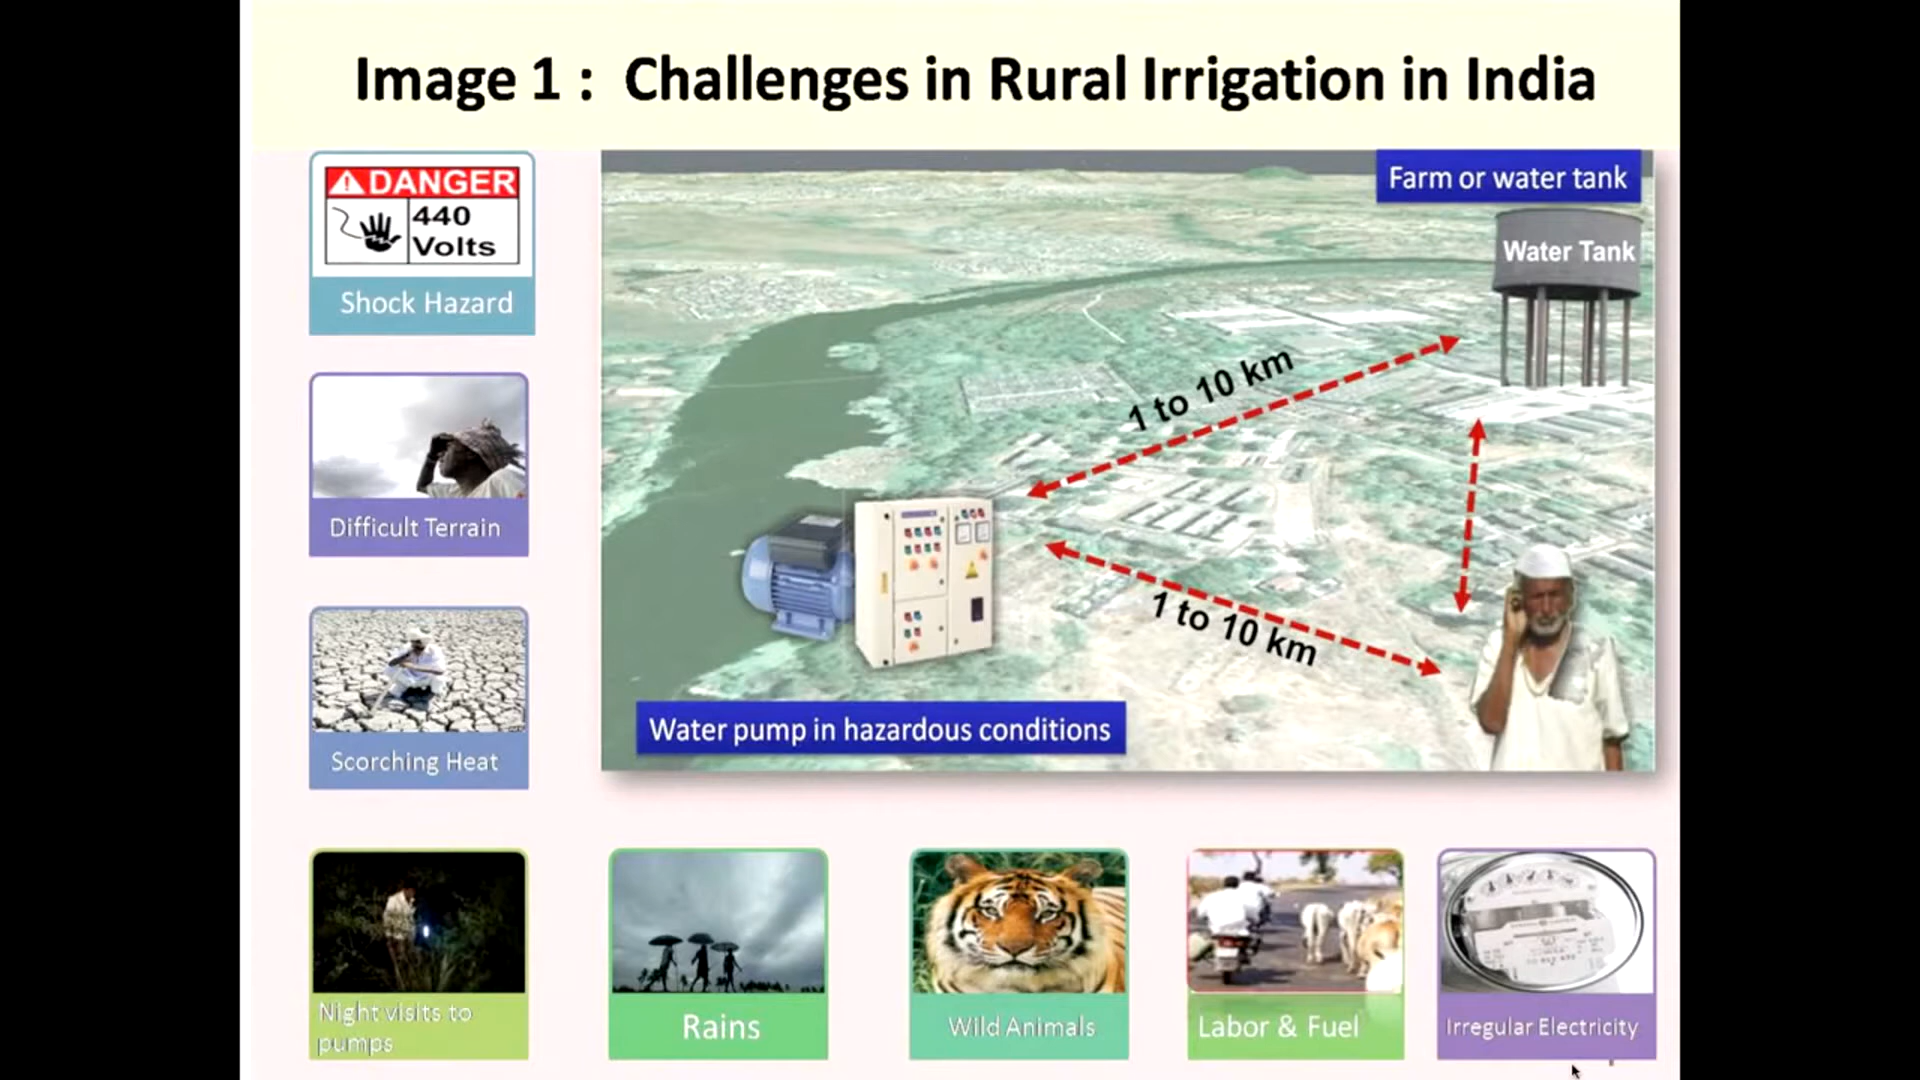 Image 1 : Challenges in Rural Irrigation in India
DANGER
440
Volts
Shock Hazard
Difficult Terrain
Scorching Heat
Farm or water tank
Water Tank
1 to 10 km
1 to 10 km
Water pump in hazardous conditions
Night visits to
pumps
Rains
Wild Animals
Labor & Fuel
Irregular Electricity